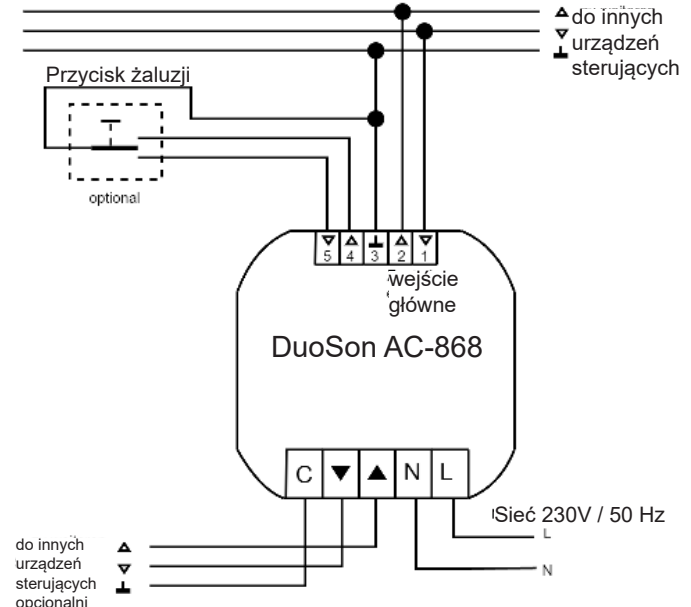 do innych
urządzeń
sterujących
Przycisk żaluzji
optional
5 4 3 2 1
wejście
główne
DuoSon AC-868
C N L
Sieć 230V / 50 Hz
L
N
do innych
urządzeń
sterujących
opcjonalni